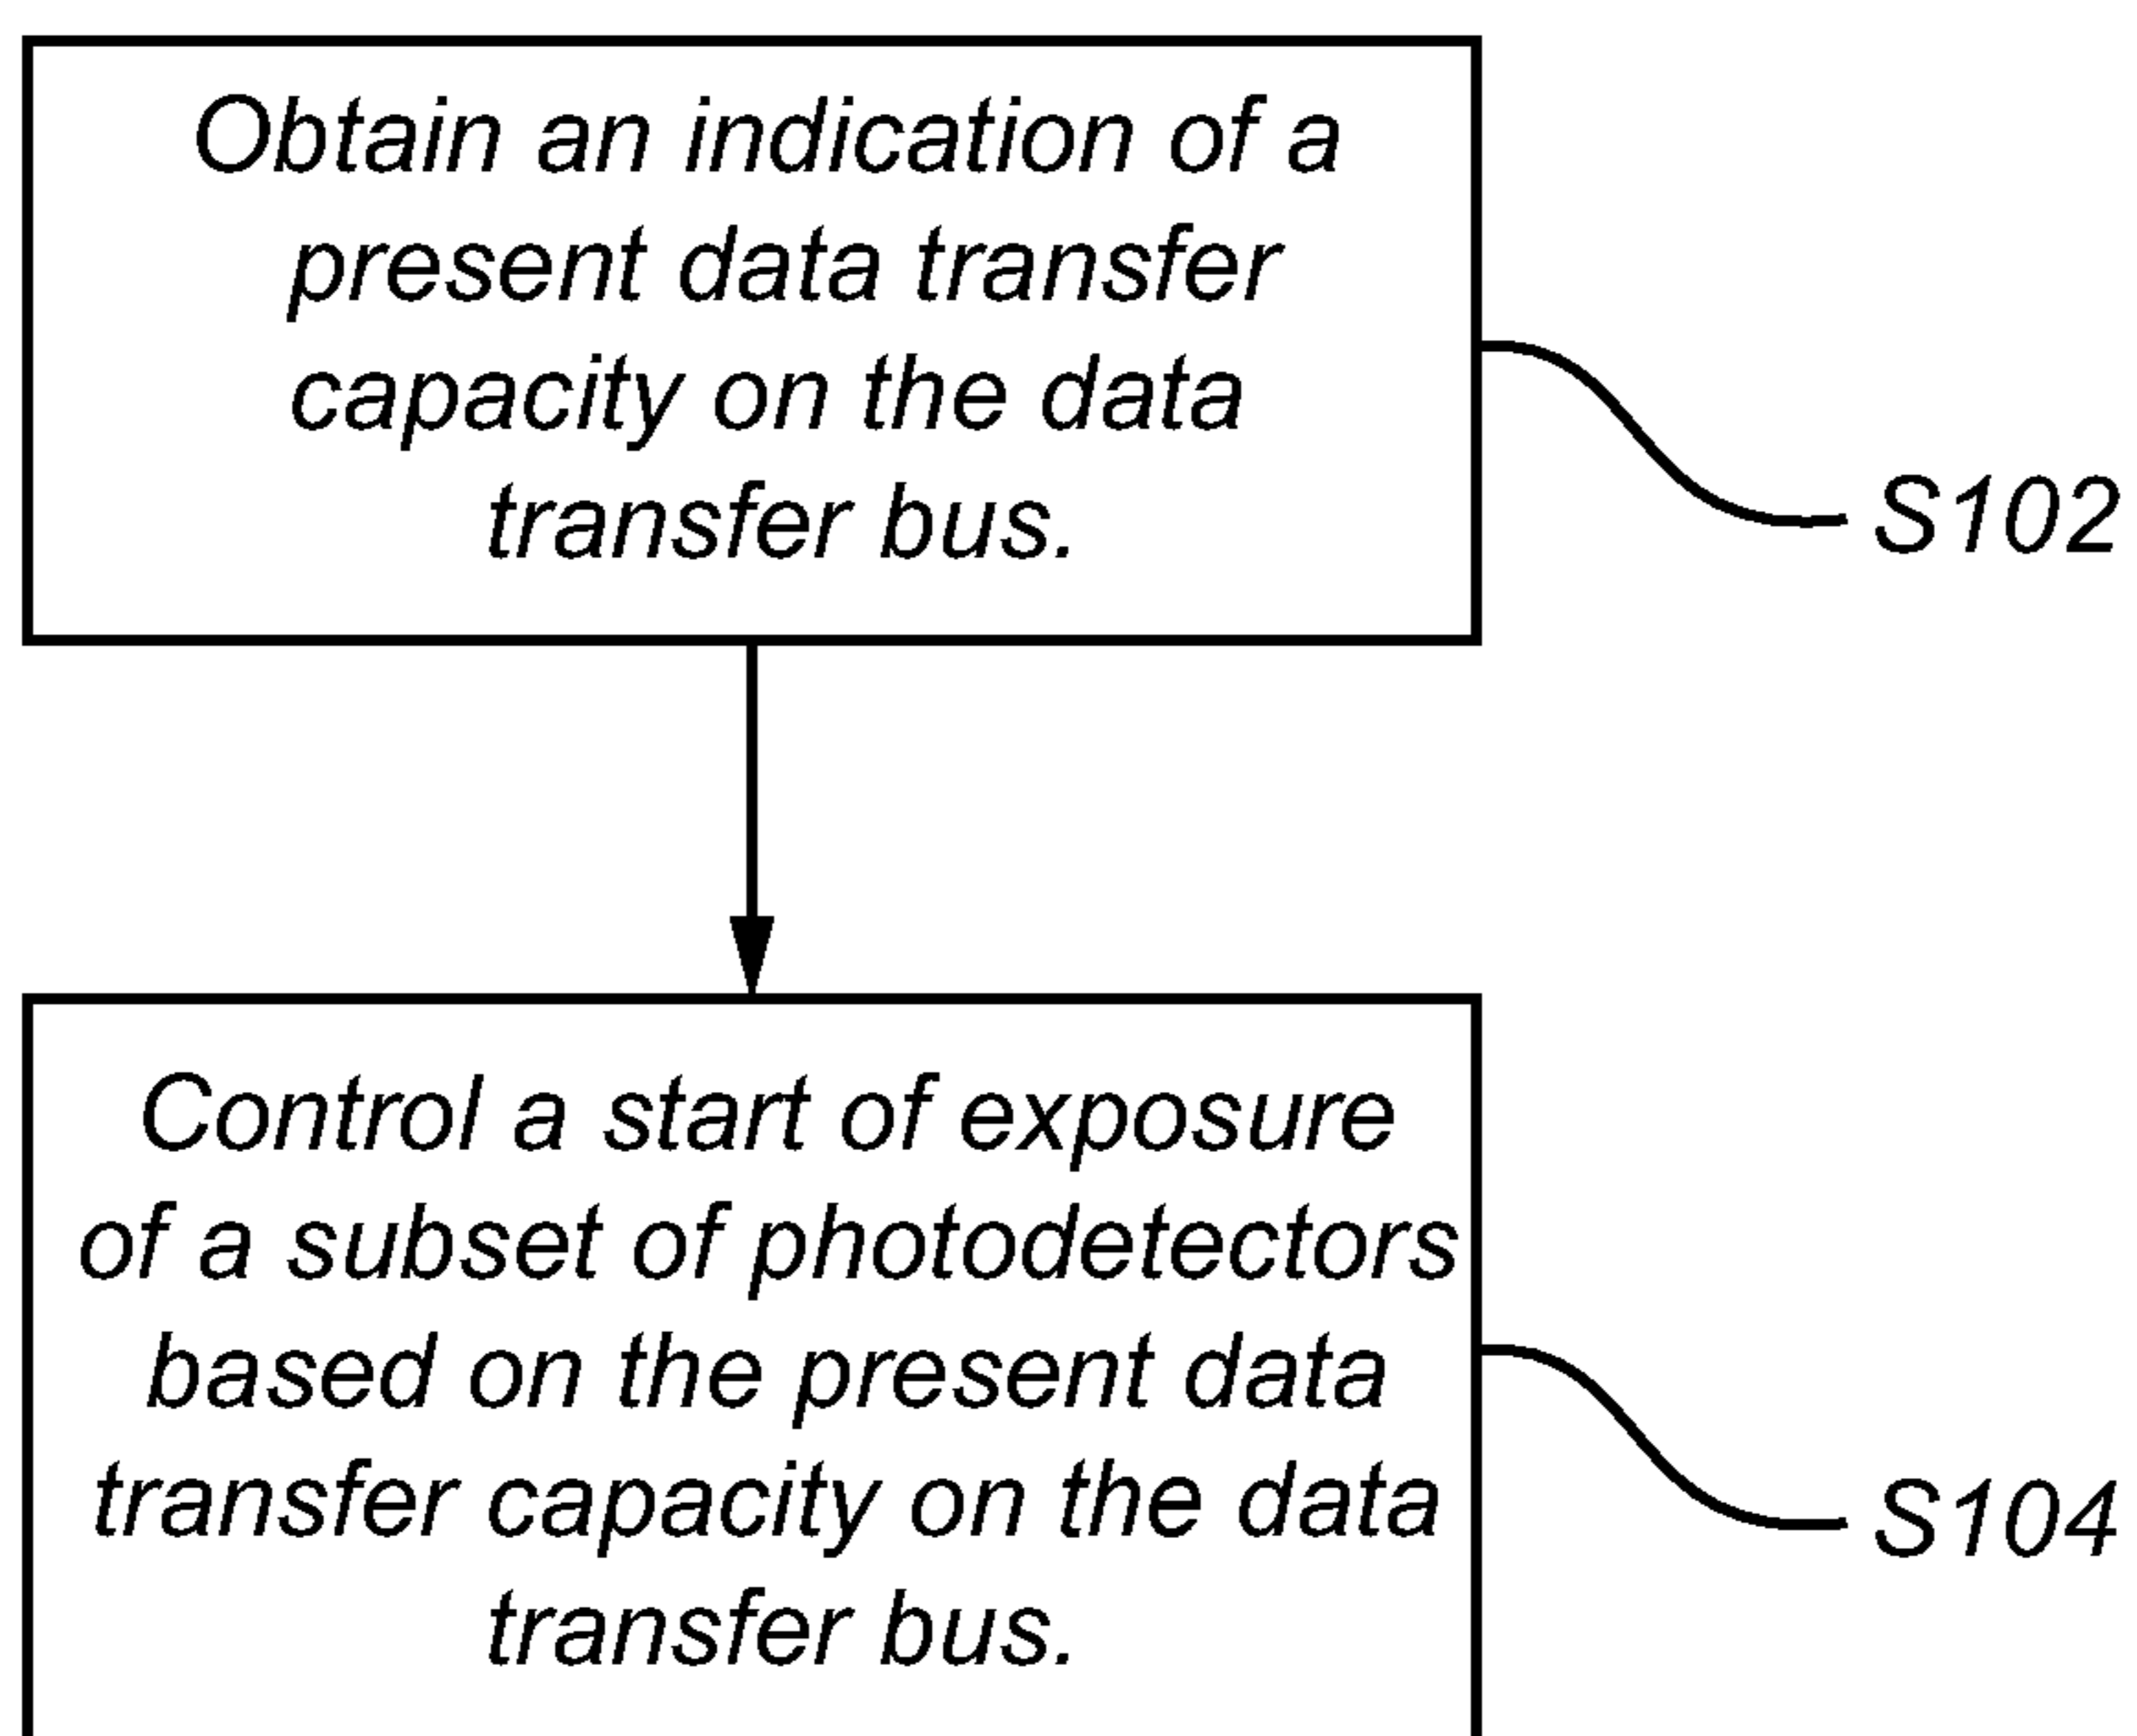 Obtain an indication of a
present data transfer
capacity on the data
transfer bus.
S102
Control a start of exposure
of a subset of photodetectors
based on the present data
transfer capacity on the data
transfer bus.
S104